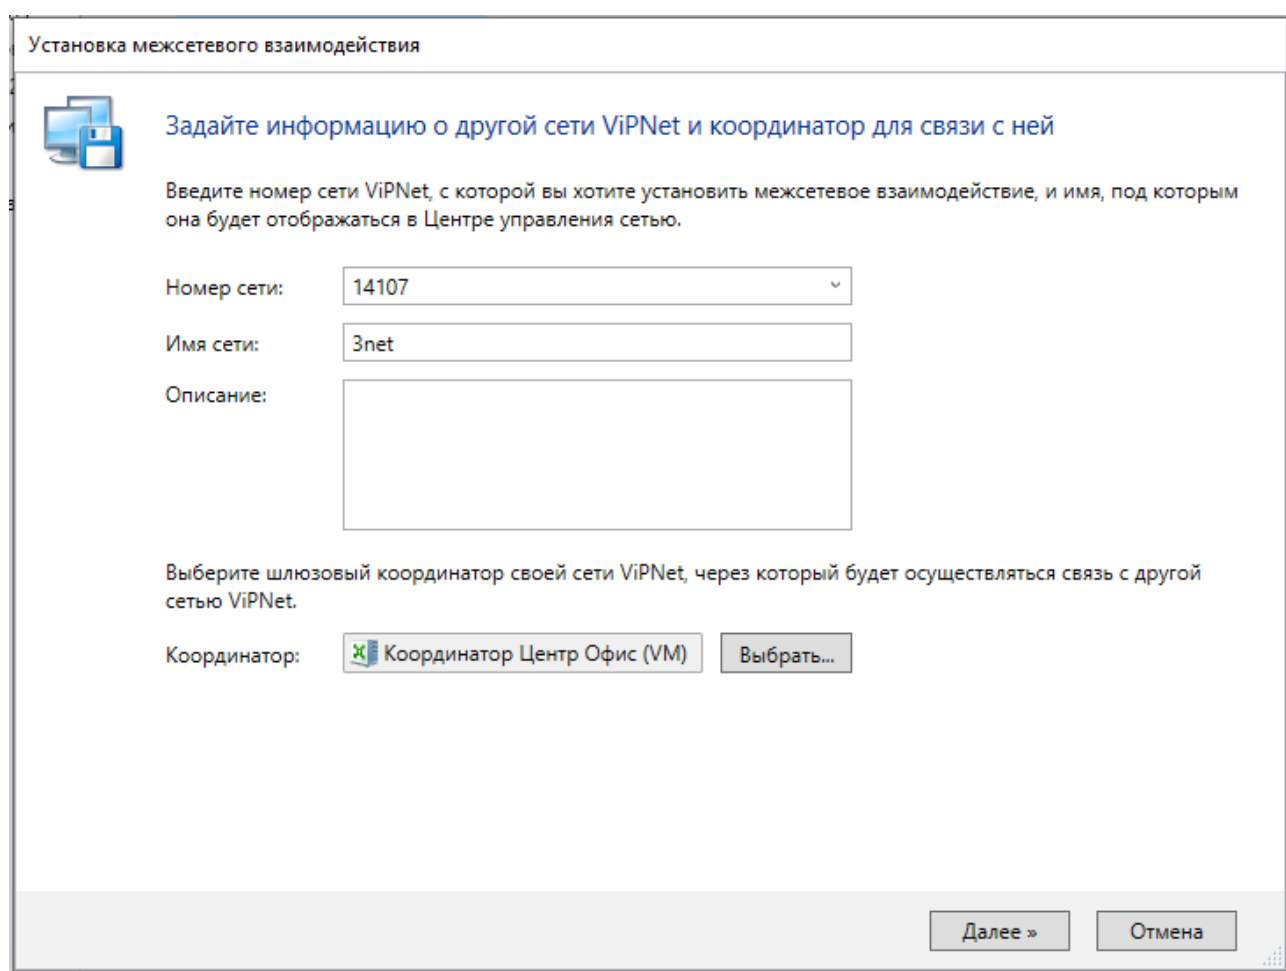 Установка межсетевого взаимодействия
Задайте информацию о другой сети ViPNet и координатор для связи с ней
Введите номер сети ViPNet, с которой вы хотите установить межсетевое взаимодействие, и имя, под которым
она будет отображаться в Центре управления сетью.
Номер сети: 14107
Имя сети: 3net
Описание:
Выберите шлюзовый координатор своей сети ViPNet, через который будет осуществляться связь с другой
сетью ViPNet.
Координатор: Координатор Центр Офис (VM) Выбрать...
Далее » Отмена